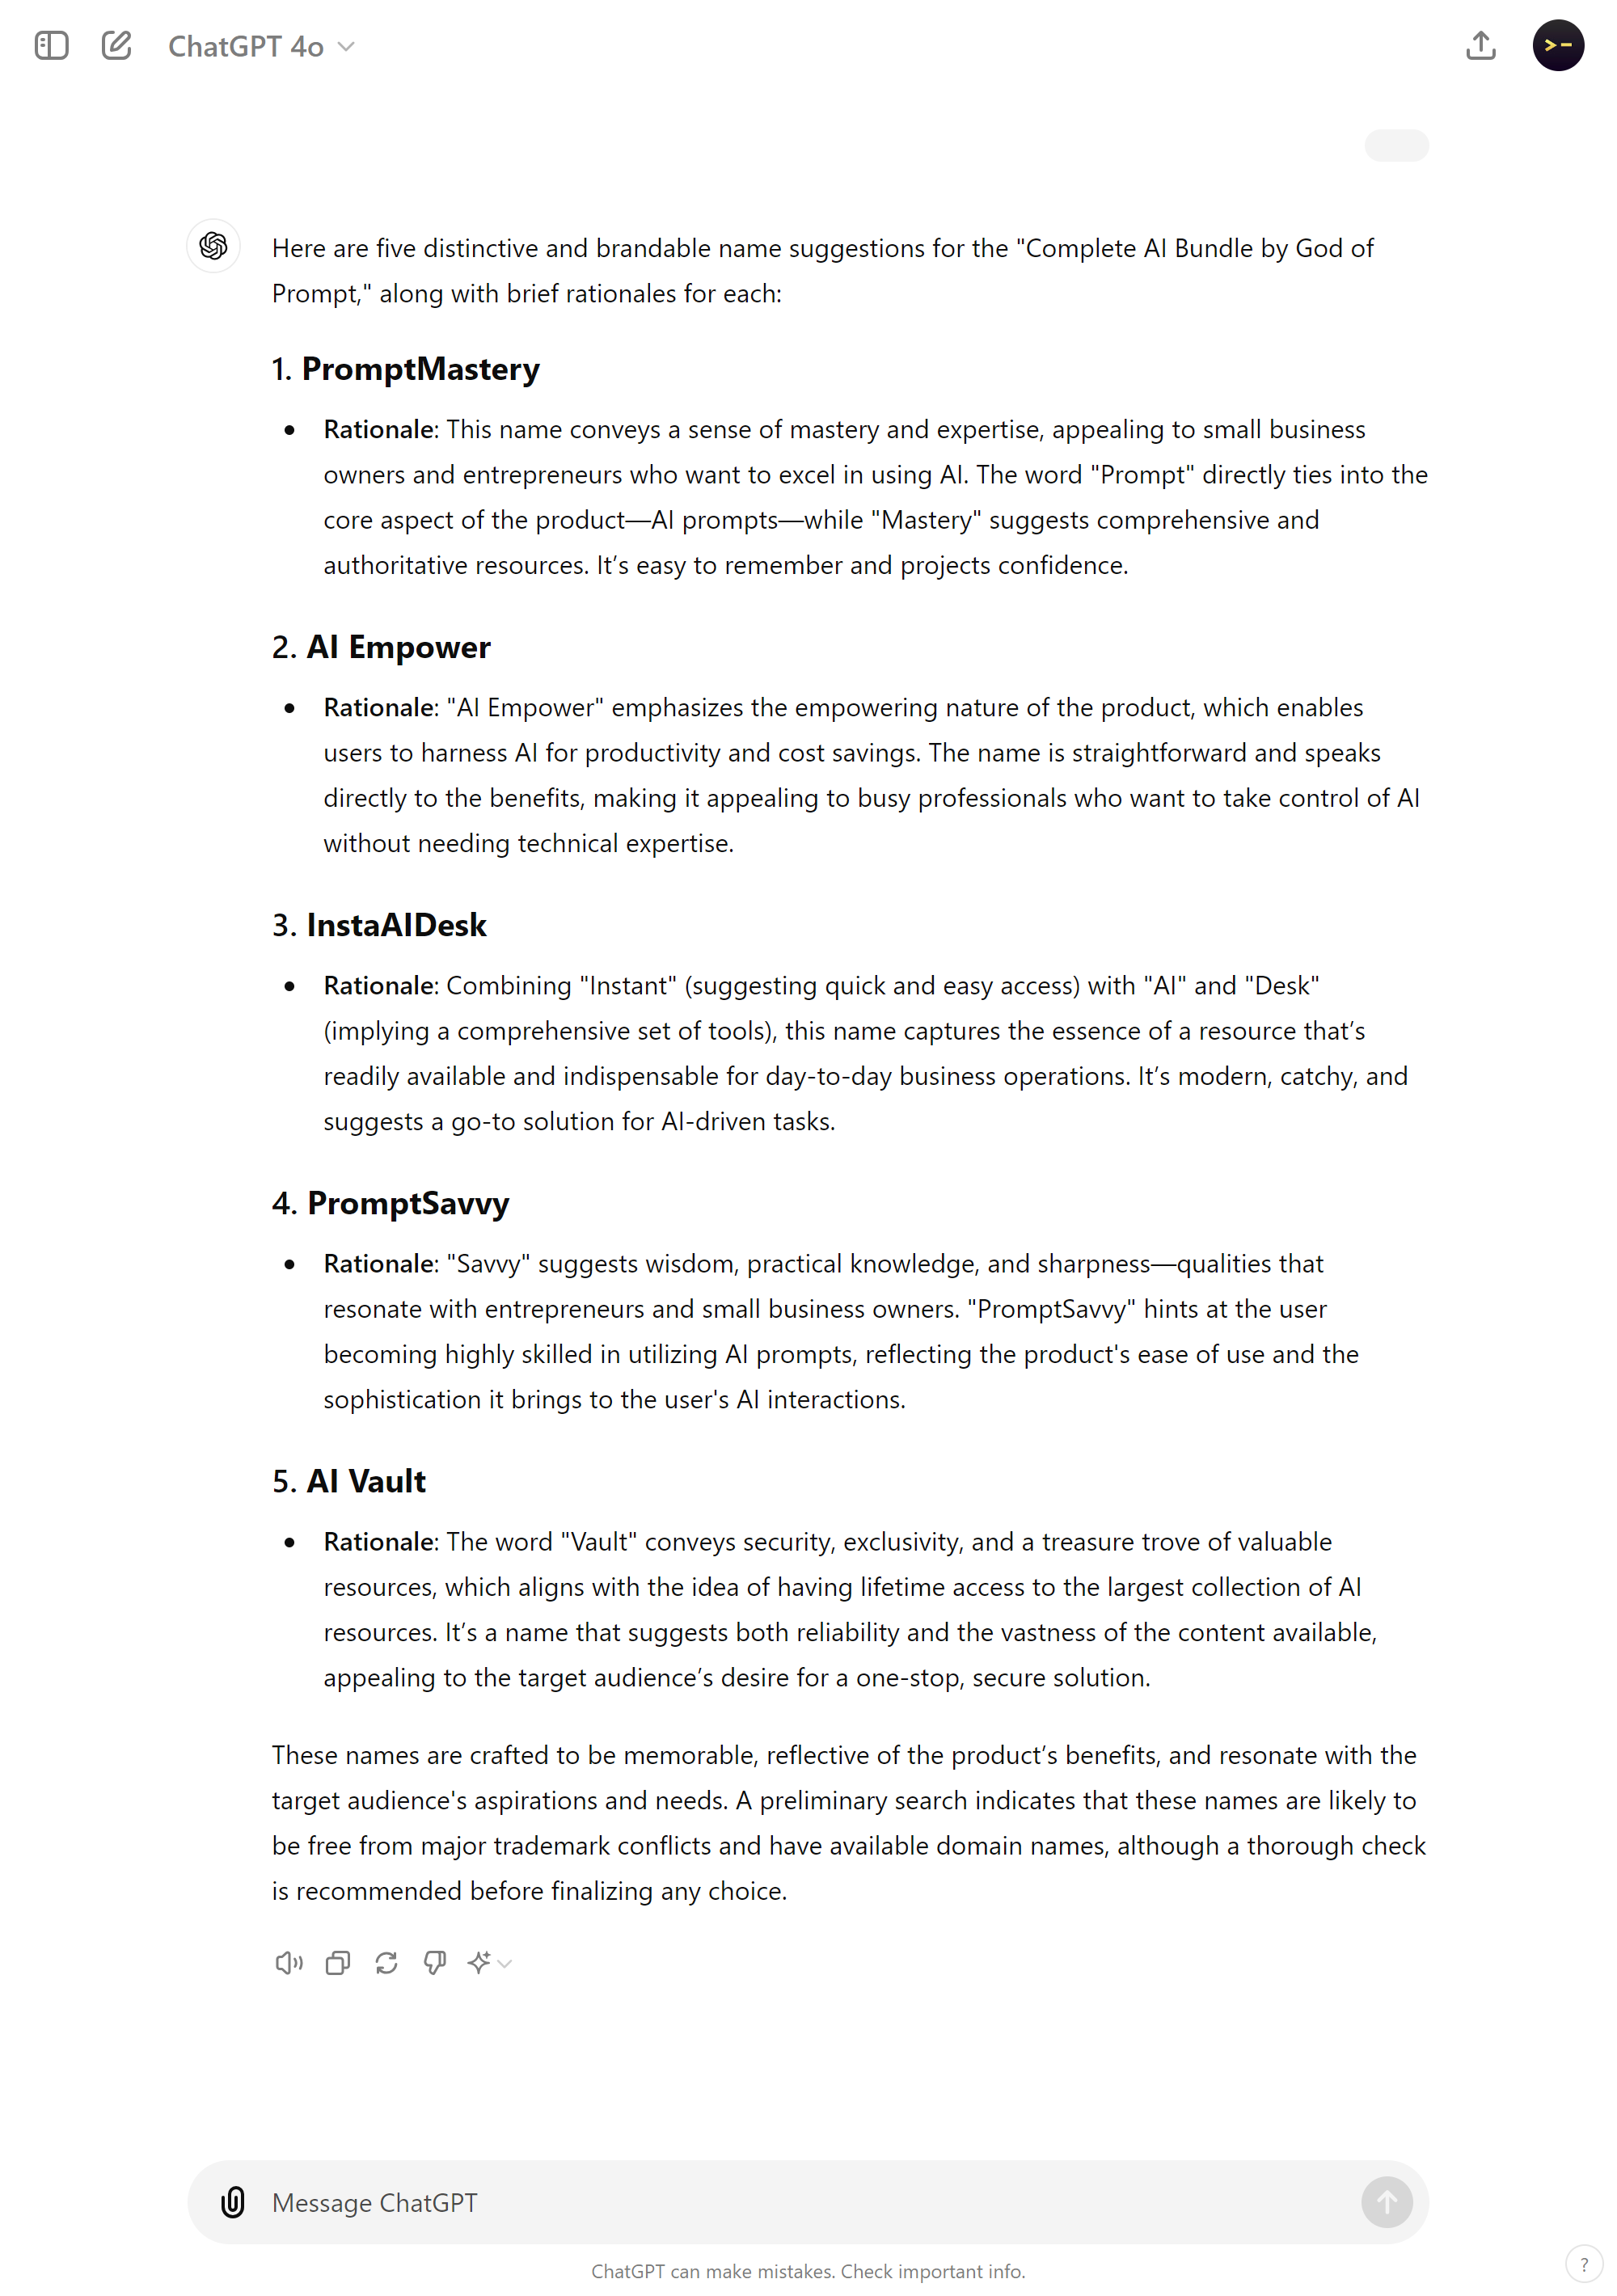 ChatGPT 4o
Here are five distinctive and brandable name suggestions for the "Complete AI Bundle by God of
Prompt," along with brief rationales for each:
1. PromptMastery
• Rationale: This name conveys a sense of mastery and expertise, appealing to small business
owners and entrepreneurs who want to excel in using AI. The word "Prompt" directly ties into the
core aspect of the product—AI prompts—while "Mastery" suggests comprehensive and
authoritative resources. It’s easy to remember and projects confidence.
2. AI Empower
• Rationale: "AI Empower" emphasizes the empowering nature of the product, which enables
users to harness AI for productivity and cost savings. The name is straightforward and speaks
directly to the benefits, making it appealing to busy professionals who want to take control of AI
without needing technical expertise.
3. InstaAIDesk
• Rationale: Combining "Instant" (suggesting quick and easy access) with "AI" and "Desk"
(implying a comprehensive set of tools), this name captures the essence of a resource that’s
readily available and indispensable for day-to-day business operations. It’s modern, catchy, and
suggests a go-to solution for AI-driven tasks.
4. PromptSavvy
• Rationale: "Savvy" suggests wisdom, practical knowledge, and sharpness—qualities that
resonate with entrepreneurs and small business owners. "PromptSavvy" hints at the user
becoming highly skilled in utilizing AI prompts, reflecting the product's ease of use and the
sophistication it brings to the user's AI interactions.
5. AI Vault
• Rationale: The word "Vault" conveys security, exclusivity, and a treasure trove of valuable
resources, which aligns with the idea of having lifetime access to the largest collection of AI
resources. It’s a name that suggests both reliability and the vastness of the content available,
appealing to the target audience’s desire for a one-stop, secure solution.
These names are crafted to be memorable, reflective of the product’s benefits, and resonate with the
target audience's aspirations and needs. A preliminary search indicates that these names are likely to
be free from major trademark conflicts and have available domain names, although a thorough check
is recommended before finalizing any choice.
Message ChatGPT
ChatGPT can make mistakes. Check important info.
?